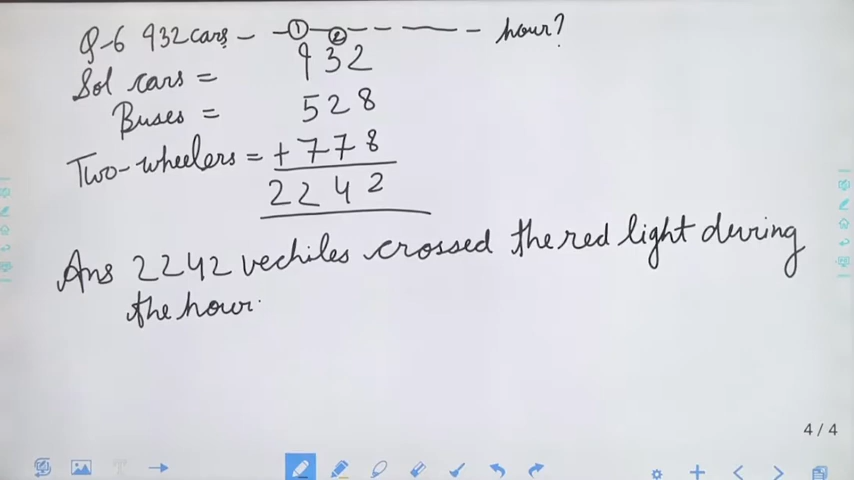 Q-6 932 cars - - ① - ② - - - - hour?
Sol cars = 932
Buses = 528
Two-wheelers = + 778
2242
Ans 2242 vechiles crossed the red light during
the hour.
4 / 4